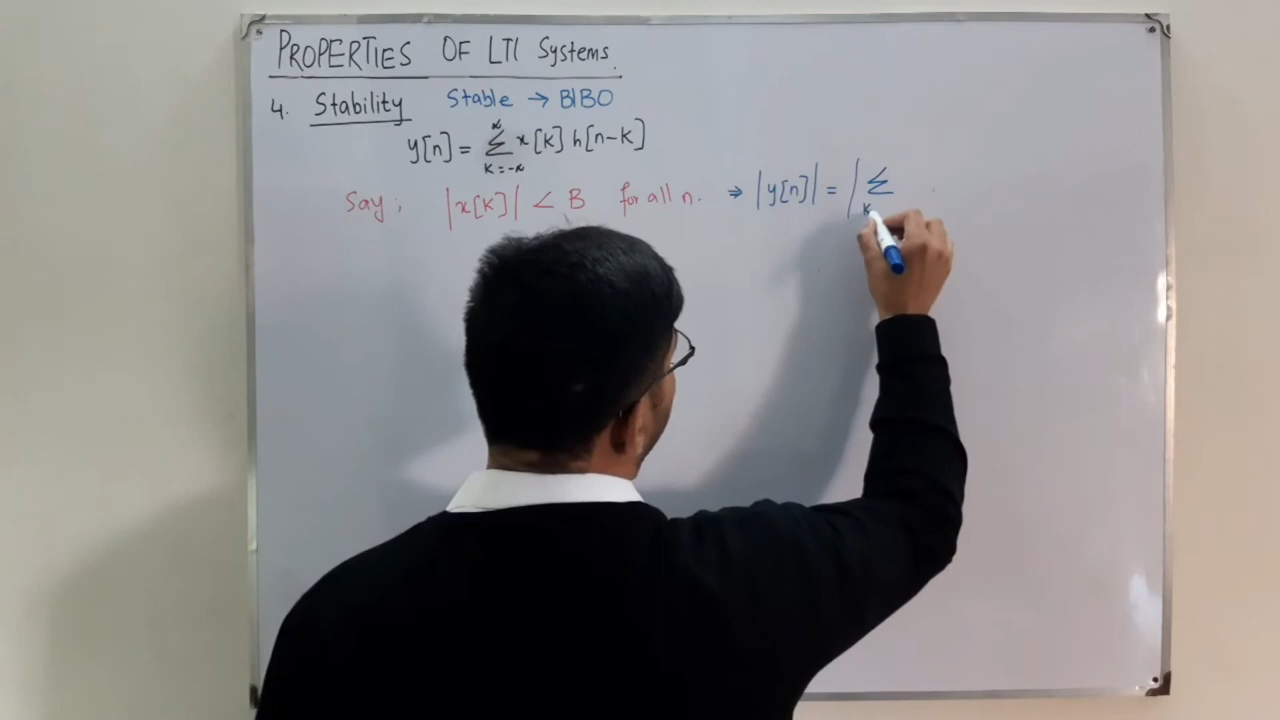 PROPERTIES OF LTI Systems.
4. Stability Stable → BIBO
y[n] = ∑ x[k] h[n-k] k=-∞ ∞
Say; |x[k]| < B for all n. ⇒ |y[n]| = | ∑ k